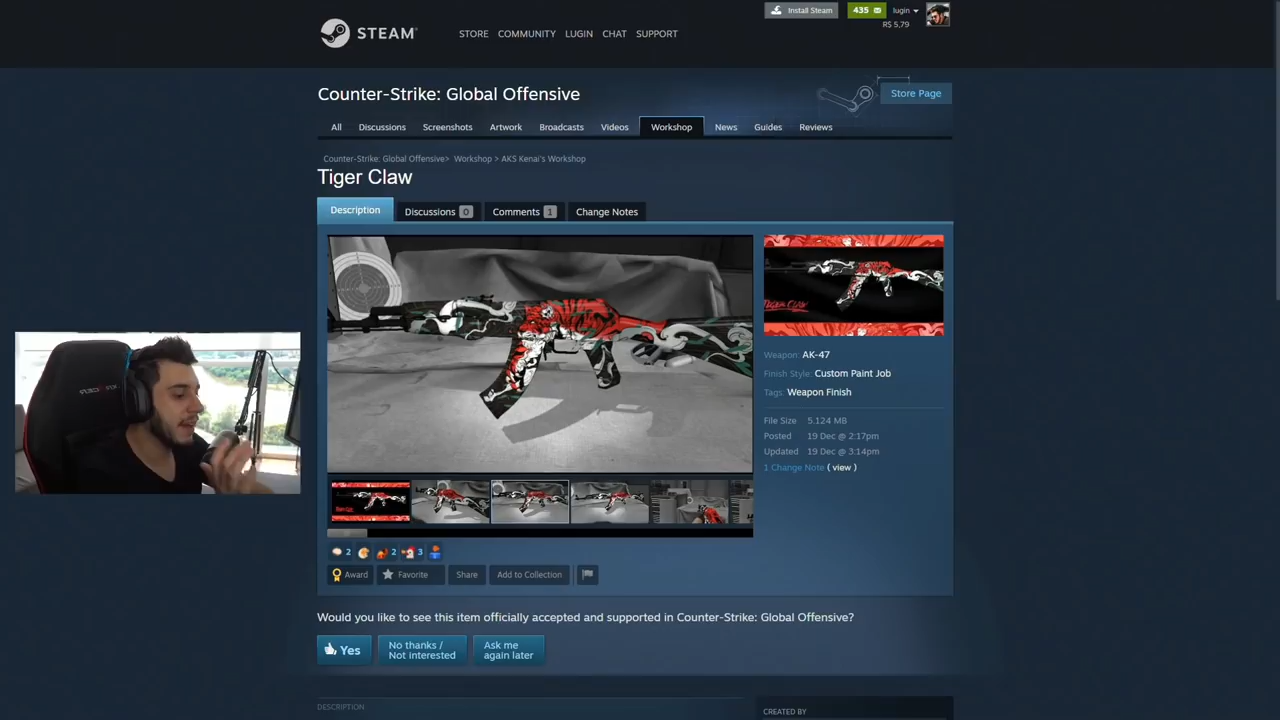 Install Steam
435
lugin
R$ 5,79
STEAM®
STORE
COMMUNITY
LUGIN
CHAT
SUPPORT
Counter-Strike: Global Offensive
Store Page
All
Discussions
Screenshots
Artwork
Broadcasts
Videos
Workshop
News
Guides
Reviews
Counter-Strike: Global Offensive> Workshop > AKS Kenai's Workshop
Tiger Claw
Description
Discussions 0
Comments 1
Change Notes
TIGER CLAW
Weapon: AK-47
Finish Style: Custom Paint Job
Tags: Weapon Finish
File Size 5.124 MB
Posted 19 Dec @ 2:17pm
Updated 19 Dec @ 3:14pm
1 Change Note ( view )
2
2
3
Award
Favorite
Share
Add to Collection
Would you like to see this item officially accepted and supported in Counter-Strike: Global Offensive?
Yes
No thanks /
Not interested
Ask me
again later
DESCRIPTION
CREATED BY